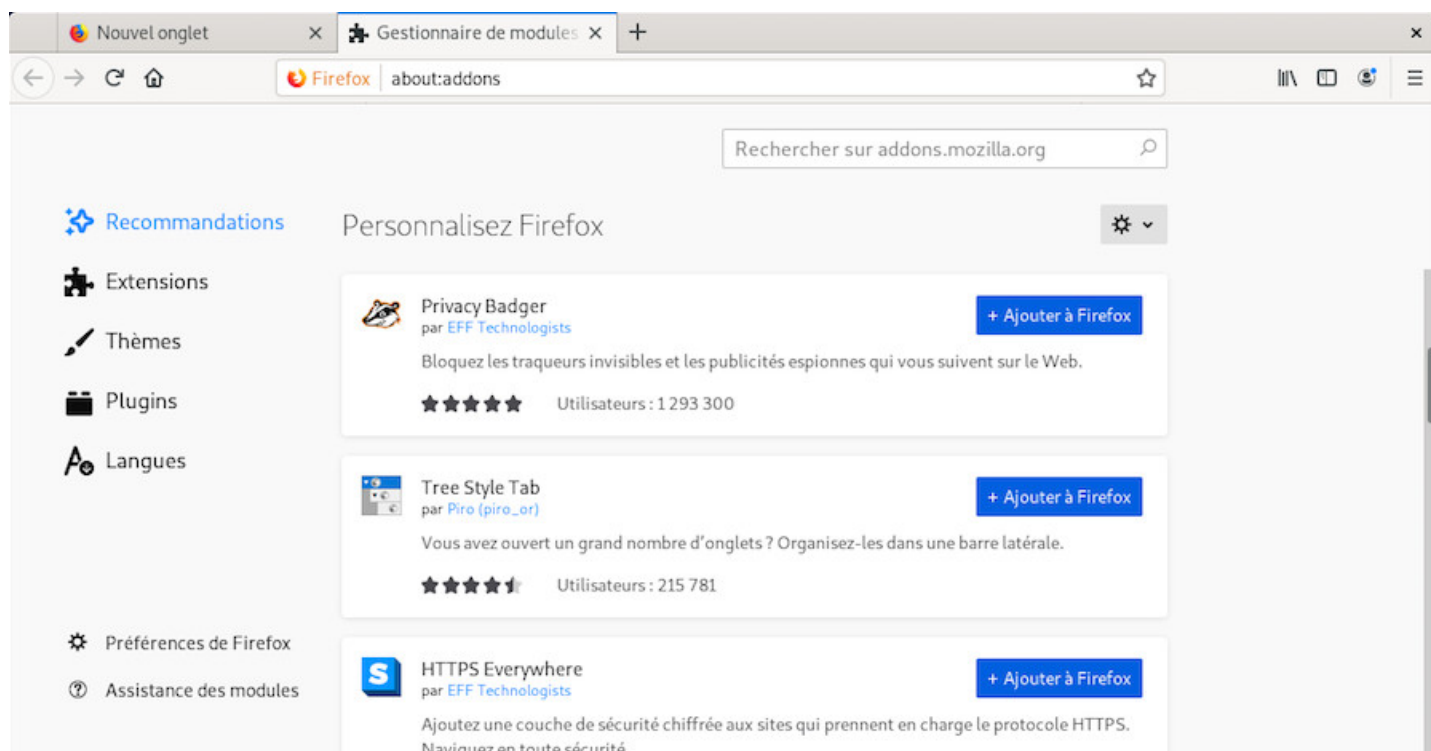 Nouvel onglet
Gestionnaire de modules
Firefox about:addons
Rechercher sur addons.mozilla.org
Recommandations
Extensions
Thèmes
Plugins
Langues
Préférences de Firefox
Assistance des modules
Personnalisez Firefox
Privacy Badger
par EFF Technologists
+ Ajouter à Firefox
Bloquez les traqueurs invisibles et les publicités espionnes qui vous suivent sur le Web.
Utilisateurs : 1 293 300
Tree Style Tab
par Piro (piro_or)
+ Ajouter à Firefox
Vous avez ouvert un grand nombre d’onglets ? Organisez-les dans une barre latérale.
Utilisateurs : 215 781
HTTPS Everywhere
par EFF Technologists
+ Ajouter à Firefox
Ajoutez une couche de sécurité chiffrée aux sites qui prennent en charge le protocole HTTPS.
Naviguez en toute sécurité